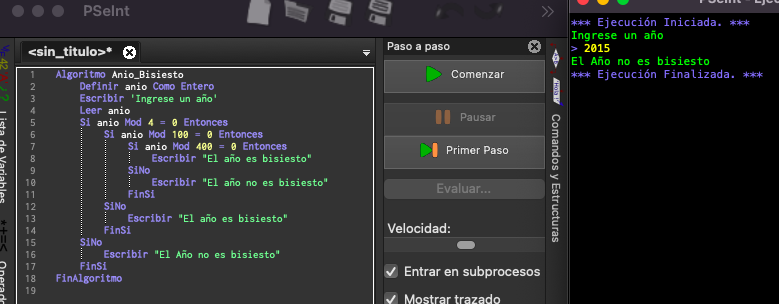 PSeInt
<sin_titulo>*
1 Algoritmo Anio_Bisiesto
2 Definir anio Como Entero
3 Escribir 'Ingrese un año'
4 Leer anio
5 Si anio Mod 4 = 0 Entonces
6 Si anio Mod 100 = 0 Entonces
7 Si anio Mod 400 = 0 Entonces
8 Escribir "El año es bisiesto"
9 SiNo
10 Escribir "El año no es bisiesto"
11 FinSi
12 SiNo
13 Escribir "El año es bisiesto"
14 FinSi
15 SiNo
16 Escribir "El Año no es bisiesto"
17 FinSi
18 FinAlgoritmo
19
Lista de Variables
Paso a paso
Comenzar
Pausar
Primer Paso
Evaluar...
Velocidad:
Entrar en subprocesos
Mostrar trazado
Comandos y Estructuras
*** Ejecución Iniciada. ***
Ingrese un año
> 2015
El Año no es bisiesto
*** Ejecución Finalizada. ***